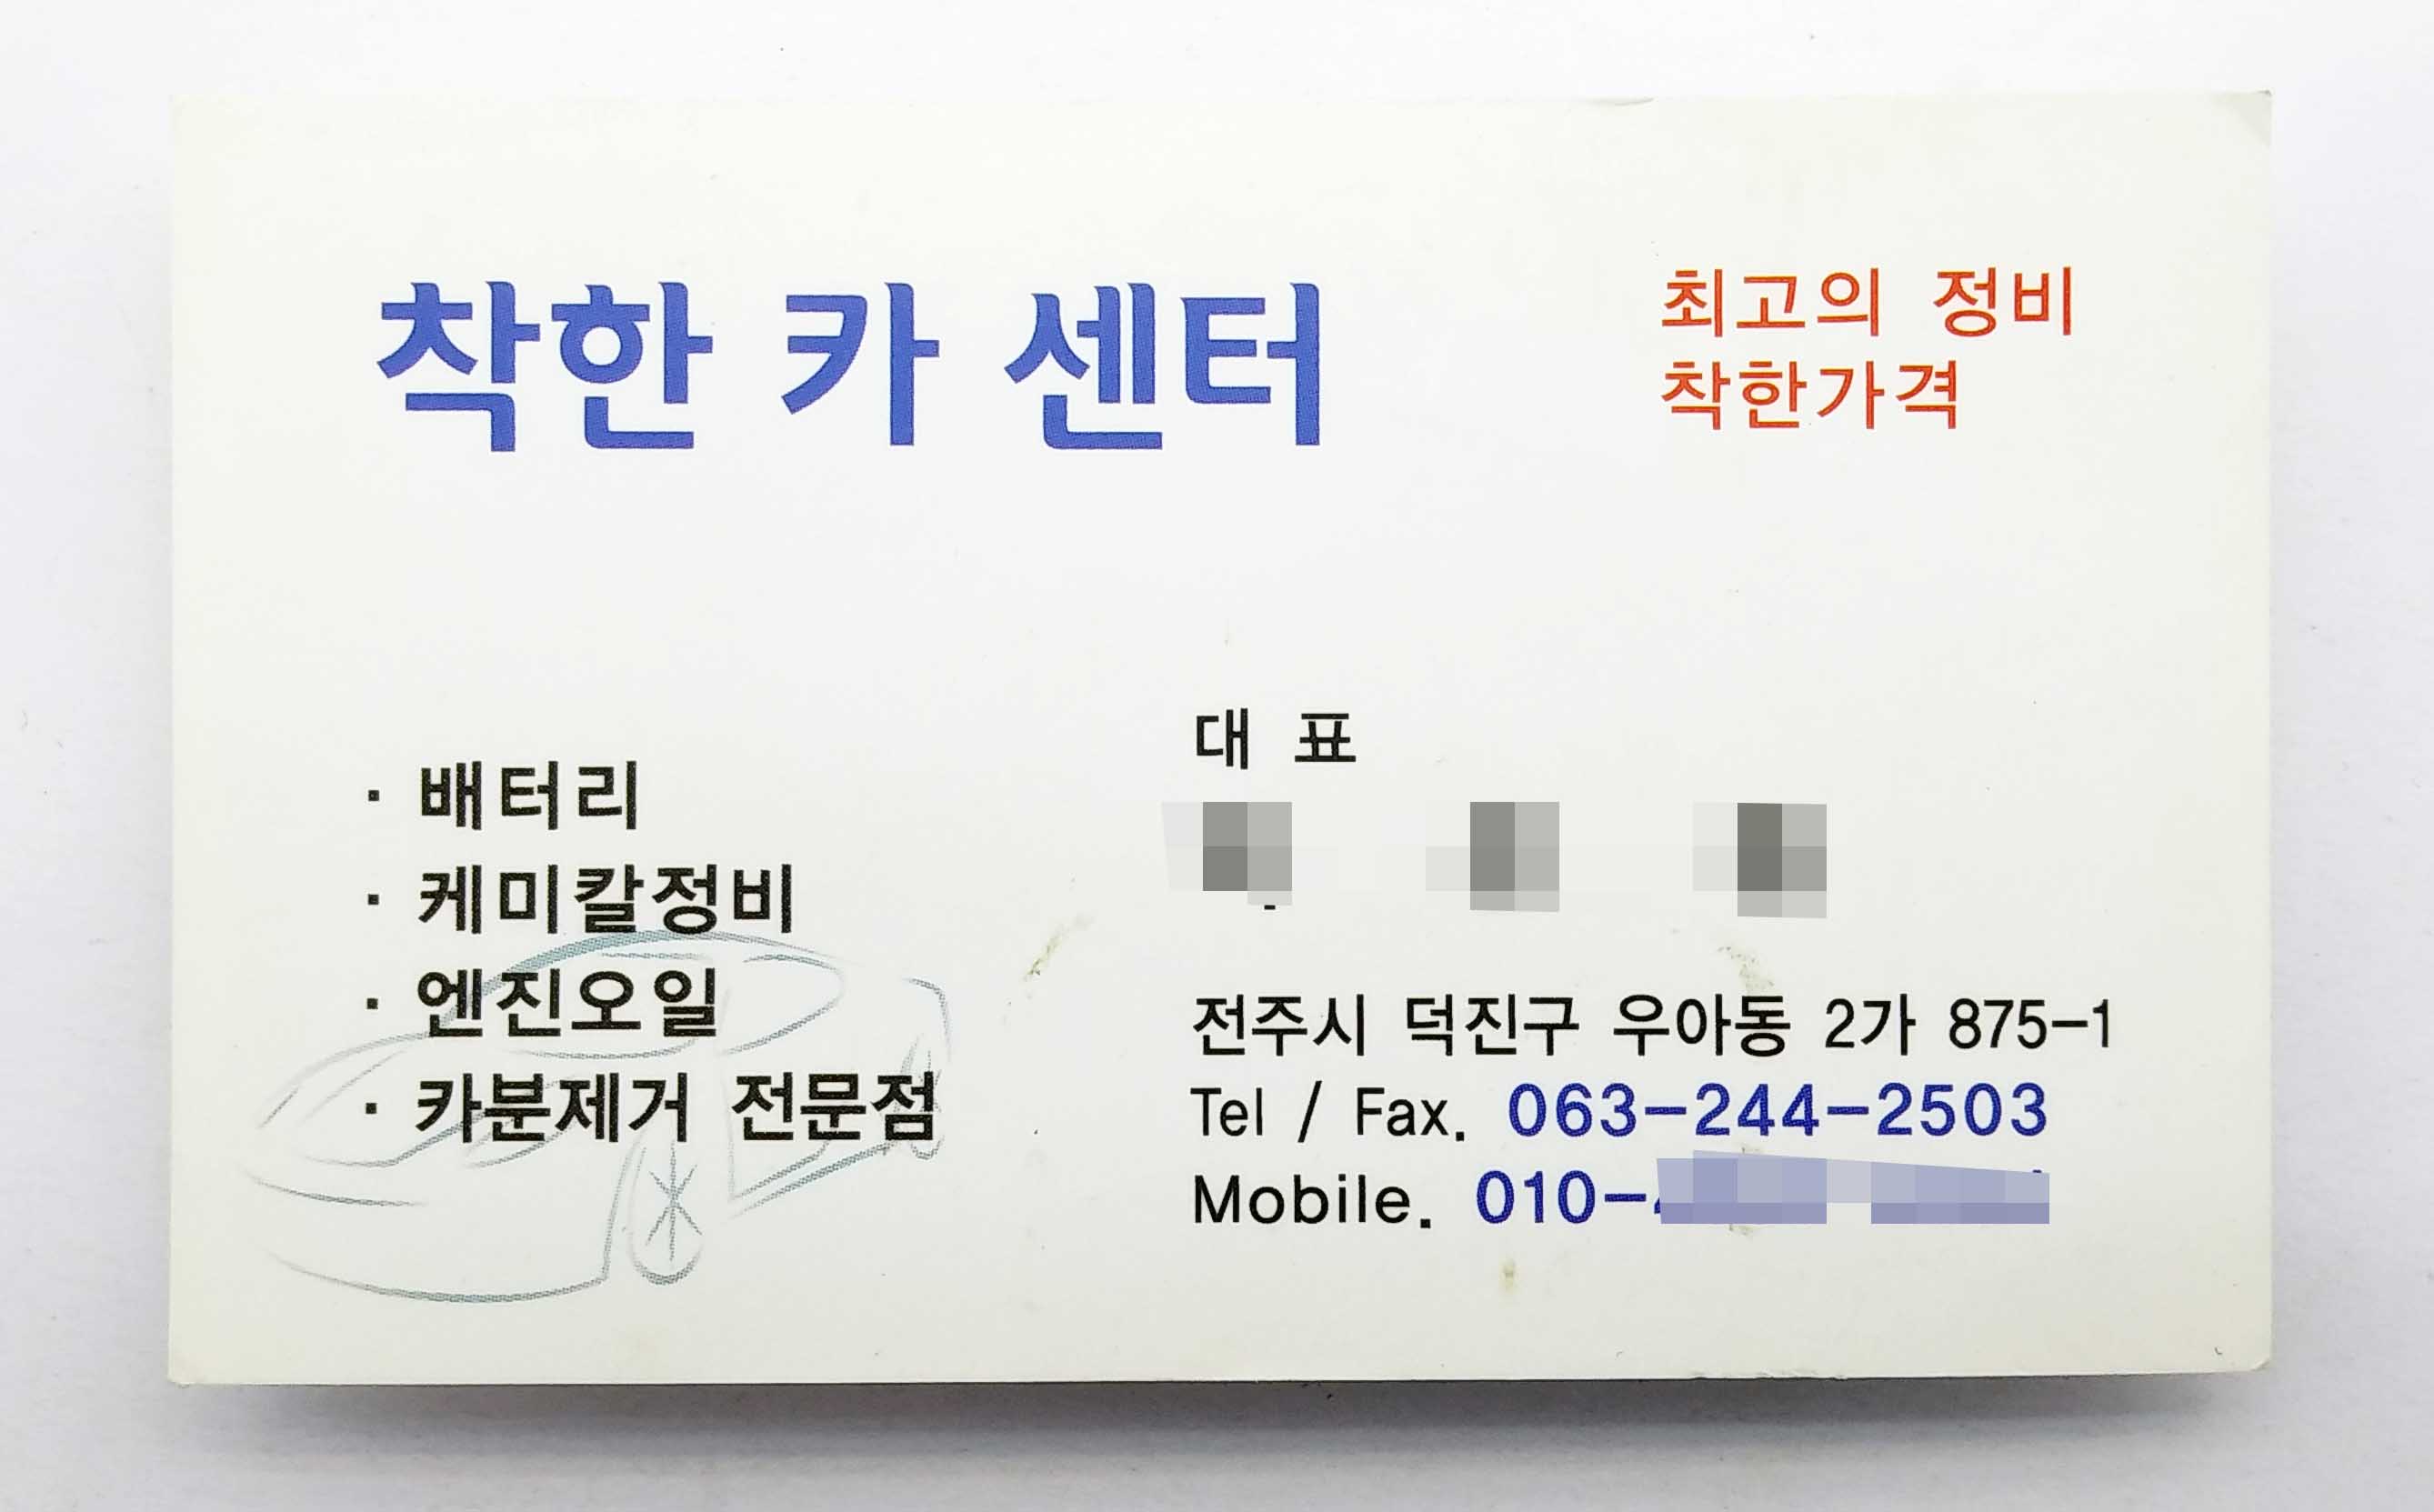 착한 카 센터
최고의 정비
착한가격
· 배터리
· 케미칼정비
· 엔진오일
· 카분제거 전문점
대 표
전주시 덕진구 우아동 2가 875-1
Tel / Fax. 063-244-2503
Mobile. 010-